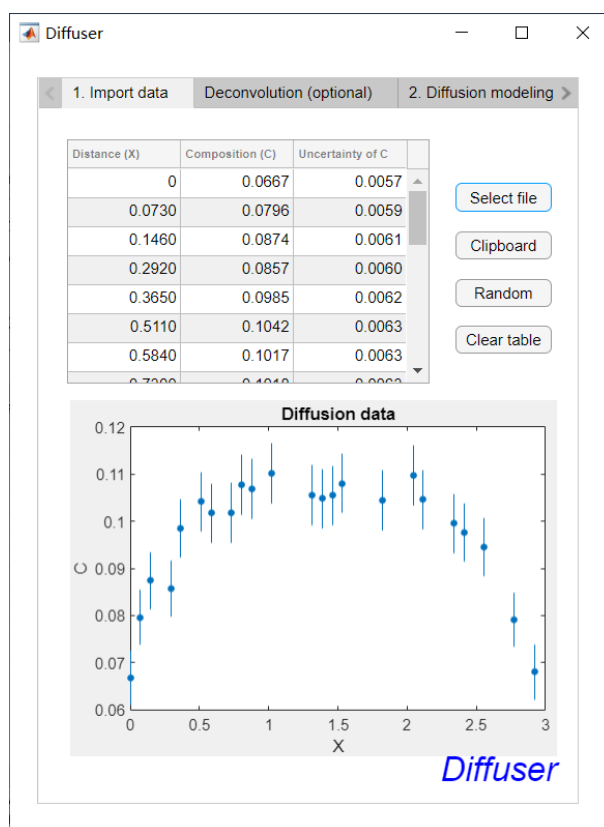 Diffuser
1. Import data Deconvolution (optional) 2. Diffusion modeling
Distance (X) Composition (C) Uncertainty of C
0 0.0667 0.0057
0.0730 0.0796 0.0059
0.1460 0.0874 0.0061
0.2920 0.0857 0.0060
0.3650 0.0985 0.0062
0.5110 0.1042 0.0063
0.5840 0.1017 0.0063
Select file
Clipboard
Random
Clear table
Diffusion data
0.12
0.11
0.1
0.09
0.08
0.07
0.06
C
0 0.5 1 1.5 2 2.5 3
X
Diffuser